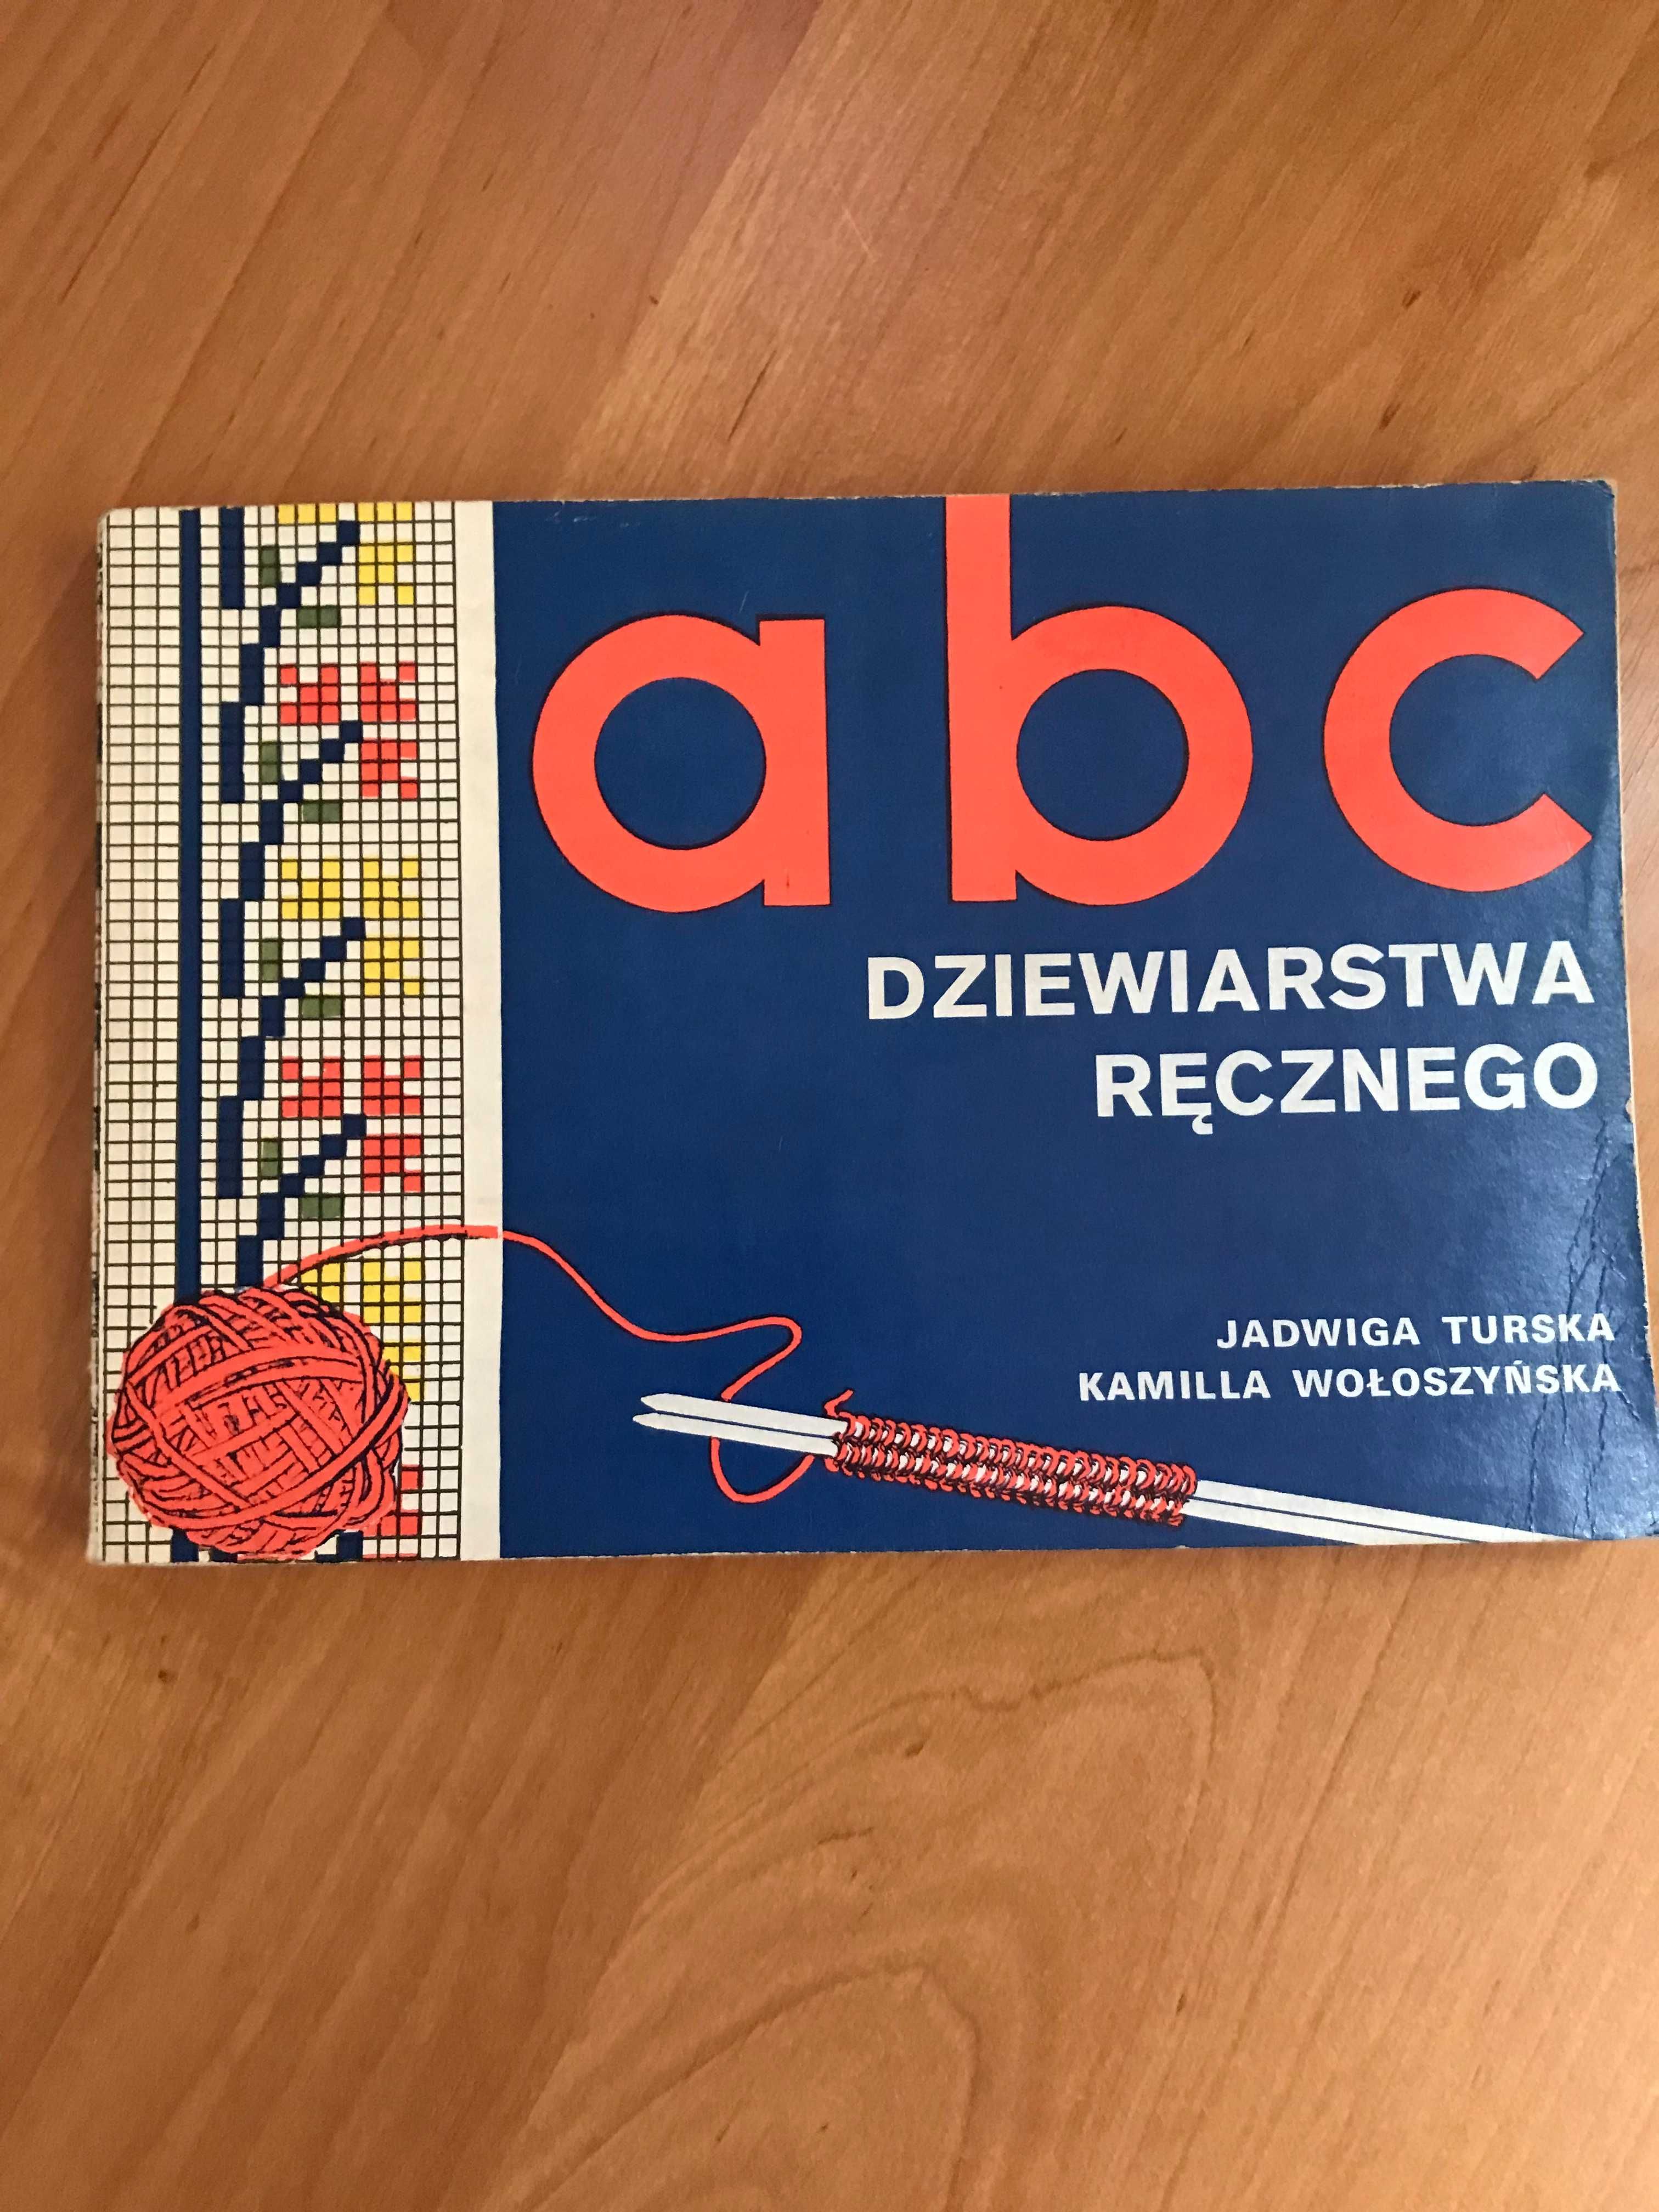 abc
DZIEWIARSTWA
RĘCZNEGO
JADWIGA TURSKA
KAMILLA WOŁOSZYŃSKA